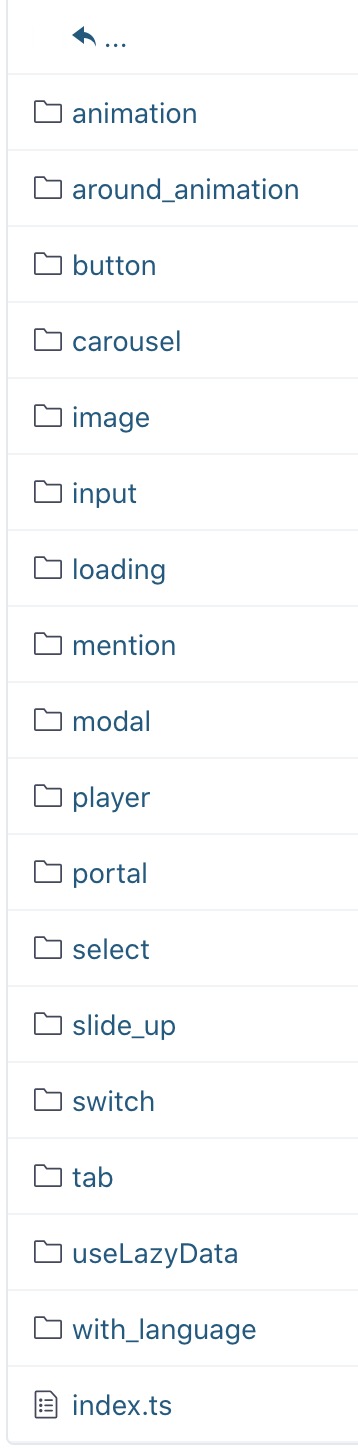 ...
animation
around_animation
button
carousel
image
input
loading
mention
modal
player
portal
select
slide_up
switch
tab
useLazyData
with_language
index.ts